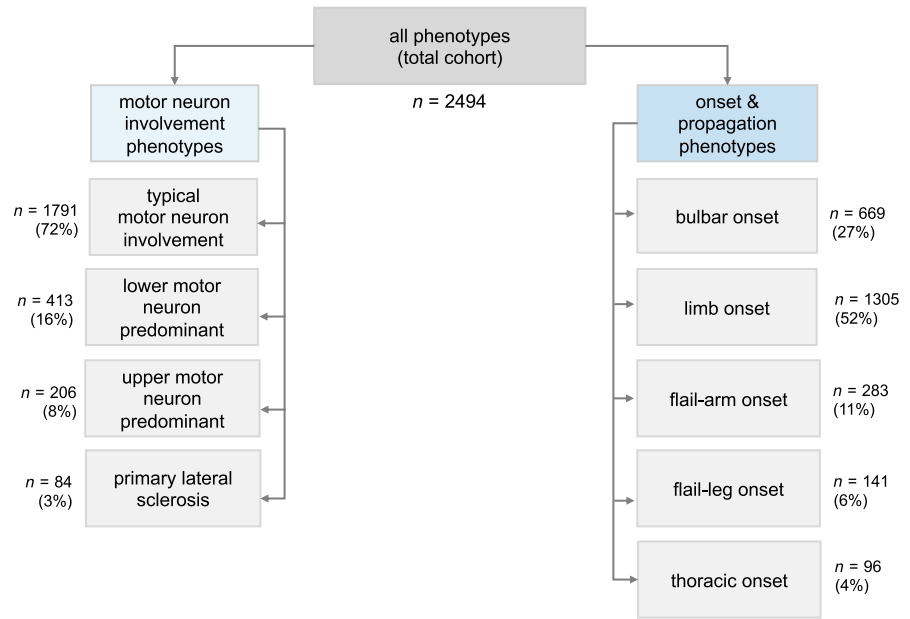 all phenotypes
(total cohort)
n = 2494
motor neuron
involvement
phenotypes
typical
motor neuron
involvement
n = 1791
(72%)
lower motor
neuron
predominant
n = 413
(16%)
upper motor
neuron
predominant
n = 206
(8%)
primary lateral
sclerosis
n = 84
(3%)
onset &
propagation
phenotypes
bulbar onset
n = 669
(27%)
limb onset
n = 1305
(52%)
flail-arm onset
n = 283
(11%)
flail-leg onset
n = 141
(6%)
thoracic onset
n = 96
(4%)